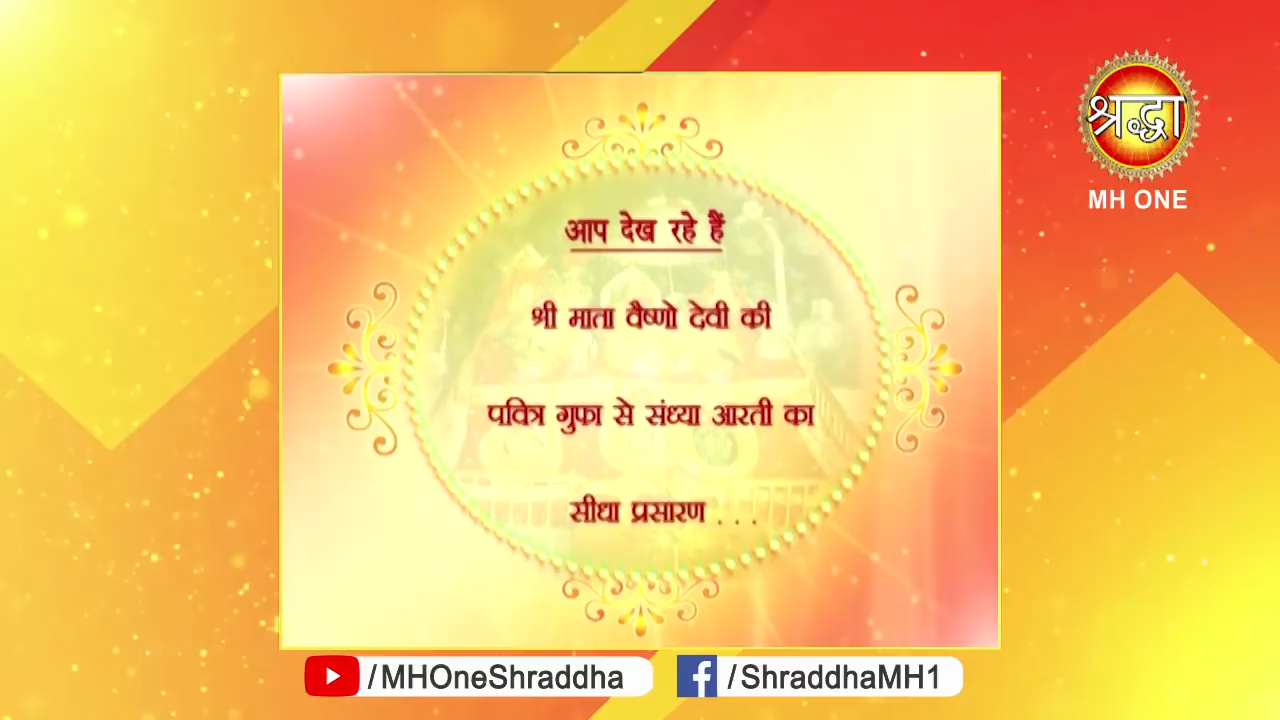 श्रद्धा
MH ONE
आप देख रहे हैं
श्री माता वैष्णो देवी की
पवित्र गुफा से संध्या आरती का
सीधा प्रसारण . . .
/MHOneShraddha
/ShraddhaMH1